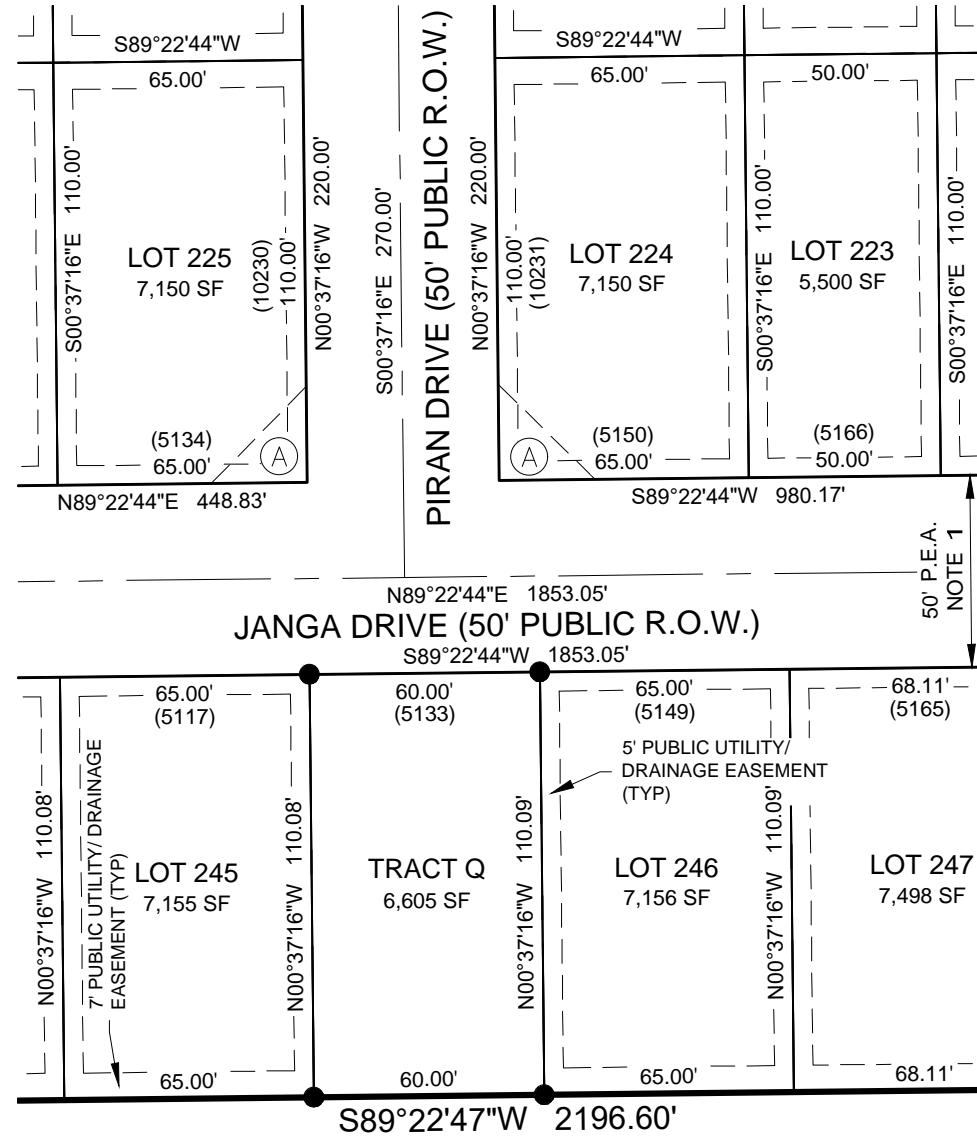 S89°22'44"W
65.00'
S00°37'16"E 110.00'
LOT 225
7,150 SF
(10230)
110.00'
N00°37'16"W 220.00'
(5134)
65.00'
A
N89°22'44"E 448.83'
S00°37'16"E 270.00'
PIRAN DRIVE (50' PUBLIC R.O.W.)
N00°37'16"W 220.00'
S89°22'44"W
65.00'
110.00'
(10231)
LOT 224
7,150 SF
A
(5150)
65.00'
S00°37'16"E 110.00'
50.00'
LOT 223
5,500 SF
(5166)
50.00'
S00°37'16"E 110.00'
S89°22'44"W 980.17'
50' P.E.A.
NOTE 1
N89°22'44"E 1853.05'
JANGA DRIVE (50' PUBLIC R.O.W.)
S89°22'44"W 1853.05'
N00°37'16"W 110.08'
65.00'
(5117)
7' PUBLIC UTILITY/ DRAINAGE
EASEMENT (TYP)
LOT 245
7,155 SF
65.00'
N00°37'16"W 110.08'
60.00'
(5133)
TRACT Q
6,605 SF
60.00'
N00°37'16"W 110.09'
65.00'
(5149)
5' PUBLIC UTILITY/
DRAINAGE EASEMENT
(TYP)
LOT 246
7,156 SF
65.00'
N00°37'16"W 110.09'
68.11'
(5165)
LOT 247
7,498 SF
68.11'
S89°22'47"W 2196.60'